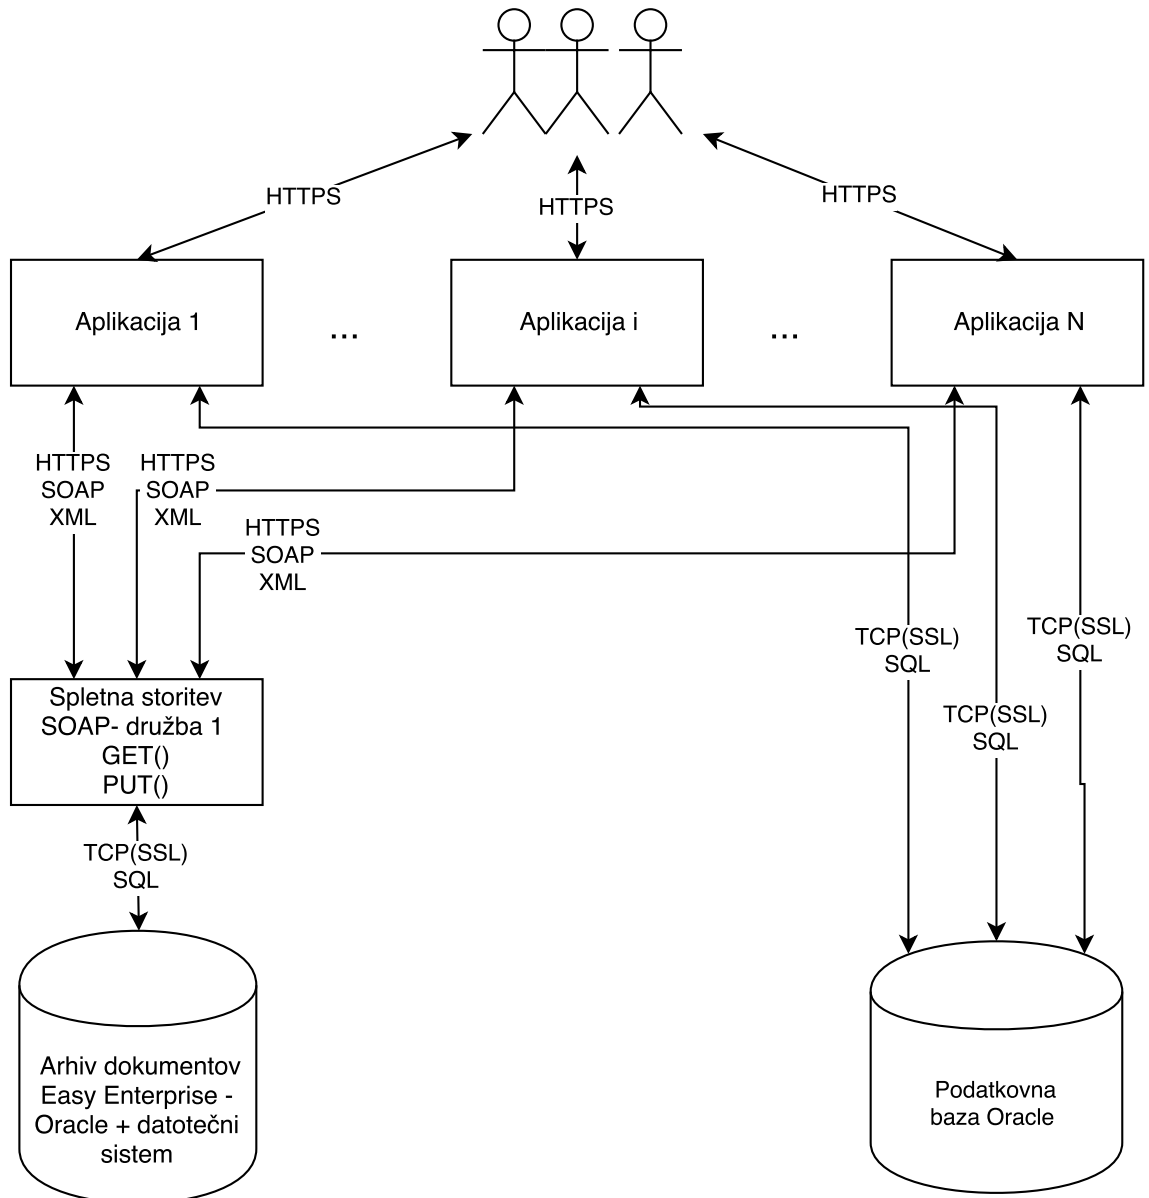 HTTPS
HTTPS
HTTPS
Aplikacija 1
...
Aplikacija i
...
Aplikacija N
HTTPS
SOAP
XML
HTTPS
SOAP
XML
HTTPS
SOAP
XML
TCP(SSL)
SQL
TCP(SSL)
SQL
TCP(SSL)
SQL
Spletna storitev
SOAP- družba 1
GET()
PUT()
TCP(SSL)
SQL
Arhiv dokumentov
Easy Enterprise -
Oracle + datotečni
sistem
Podatkovna
baza Oracle